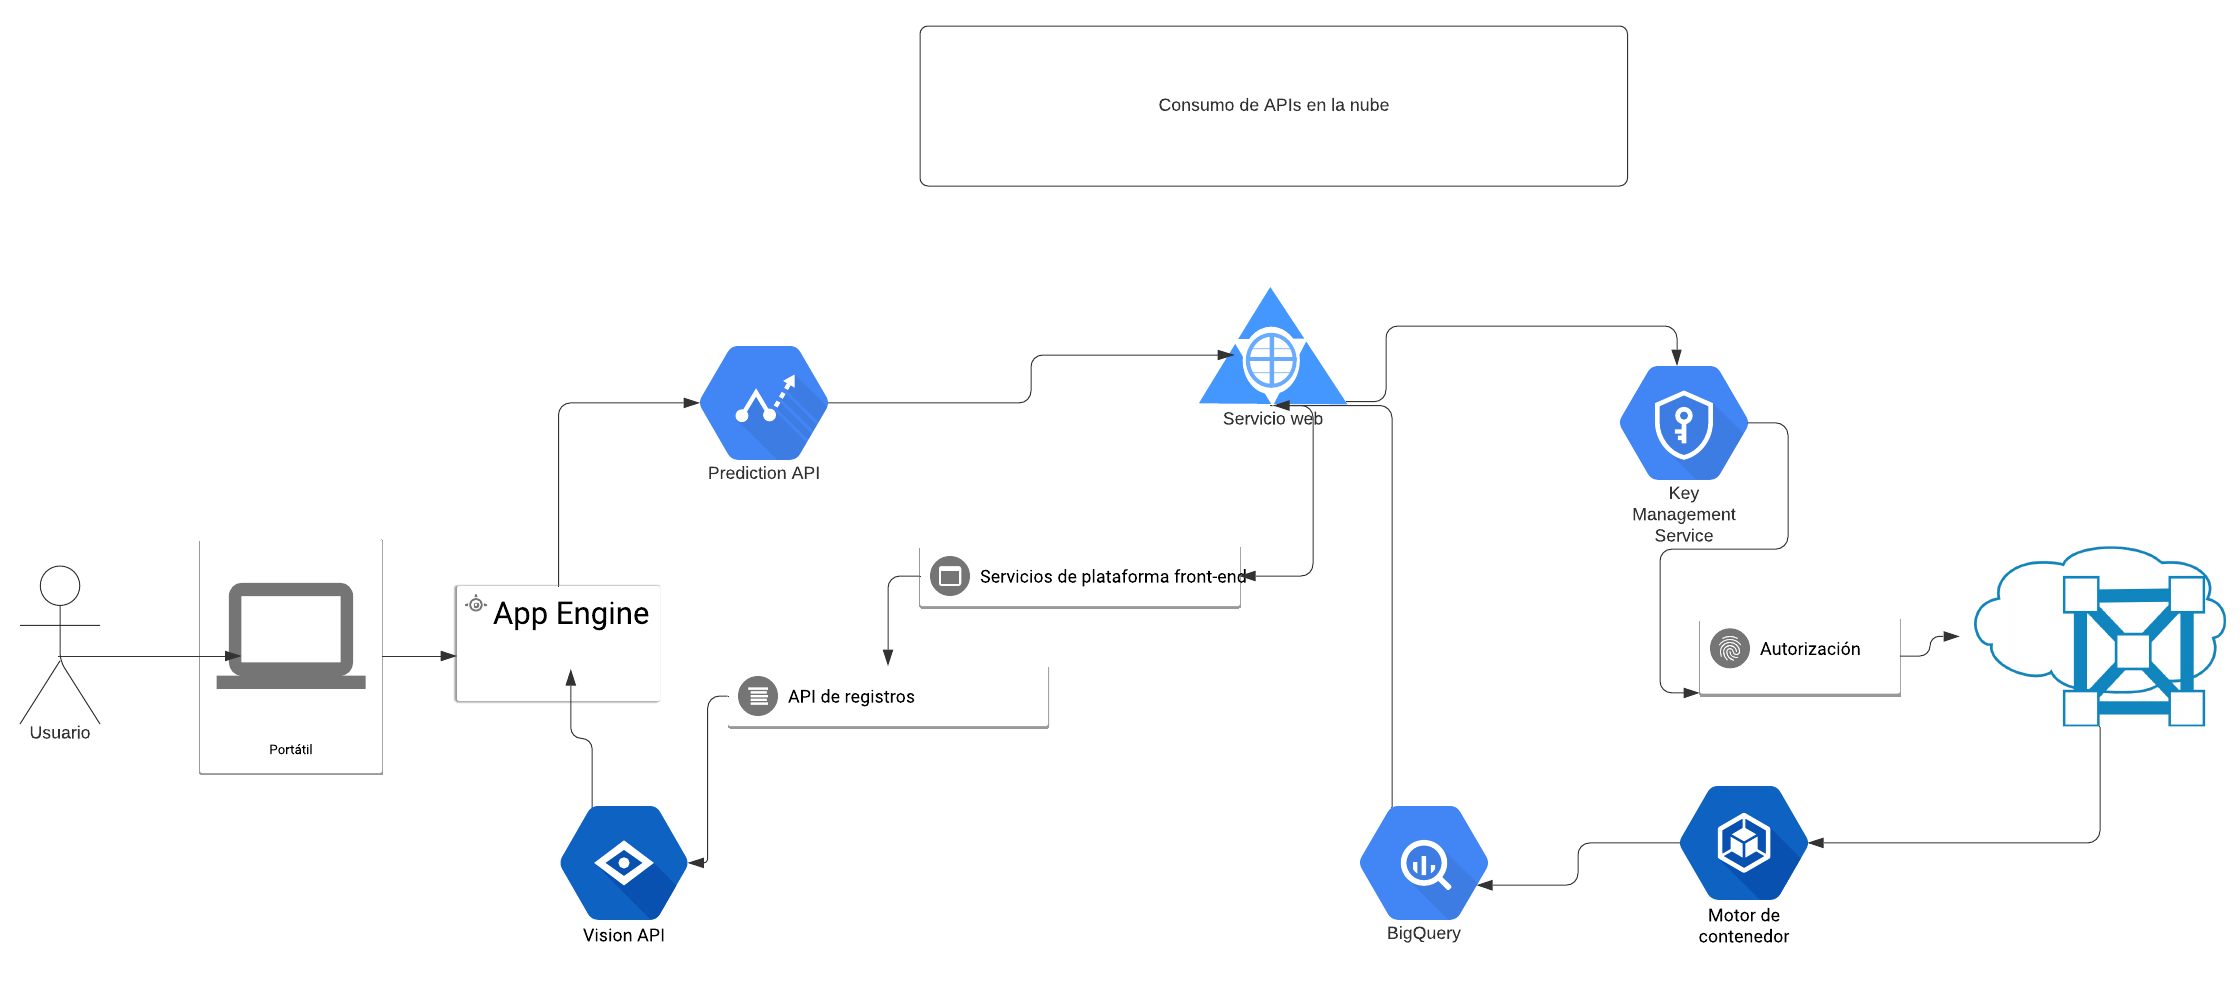 Consumo de APIs en la nube
Servicio web
Prediction API
Key
Management
Service
Servicios de plataforma front-end
App Engine
Autorización
API de registros
Usuario
Portátil
Vision API
BigQuery
Motor de
contenedor